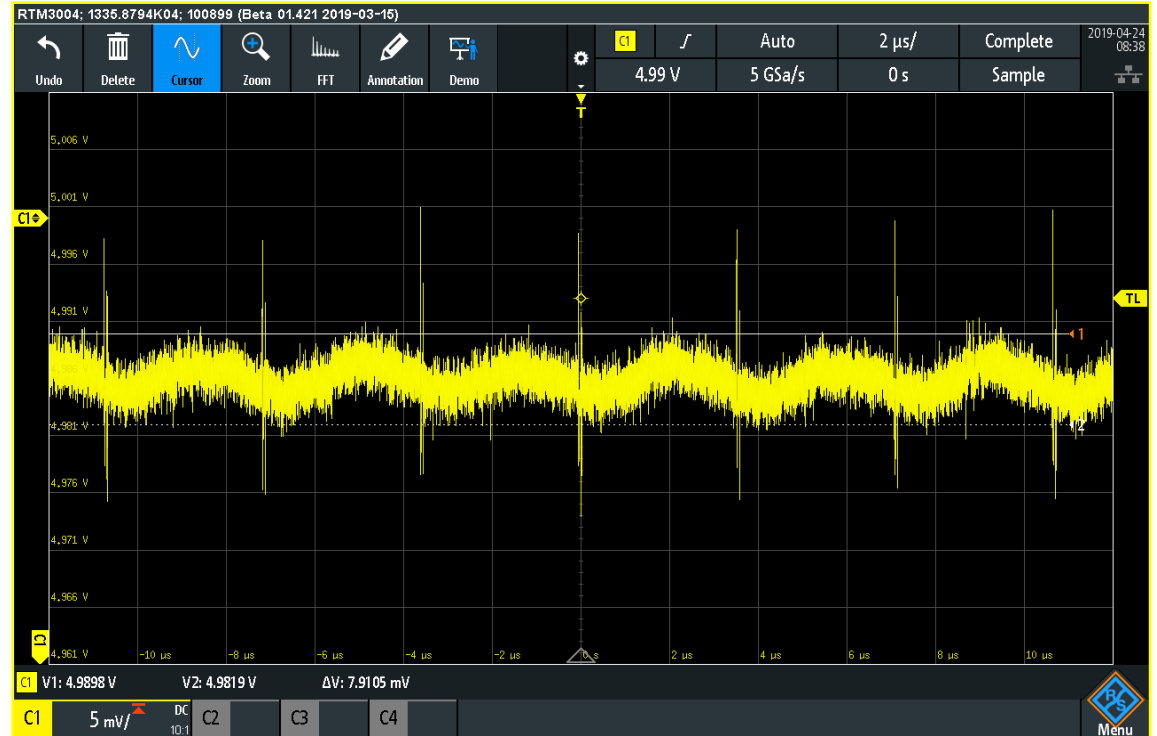 RTM3004; 1335.8794K04; 100899 (Beta 01.421 2019-03-15)
Undo Delete Cursor Zoom FFT Annotation Demo
C1 Auto 2 µs/ Complete
4.99 V 5 GSa/s 0 s Sample
2019-04-24
08:38
T
5.006 V
5.001 V
C1
4.996 V
4.991 V
TL
1
4.986 V
4.981 V
2
4.976 V
4.971 V
4.966 V
4.961 V
-10 µs -8 µs -6 µs -4 µs -2 µs 0 s 2 µs 4 µs 6 µs 8 µs 10 µs
C1 V1: 4.9898 V V2: 4.9819 V ΔV: 7.9105 mV
C1 5 mV/ DC 10:1 C2 C3 C4
R&S
Menu